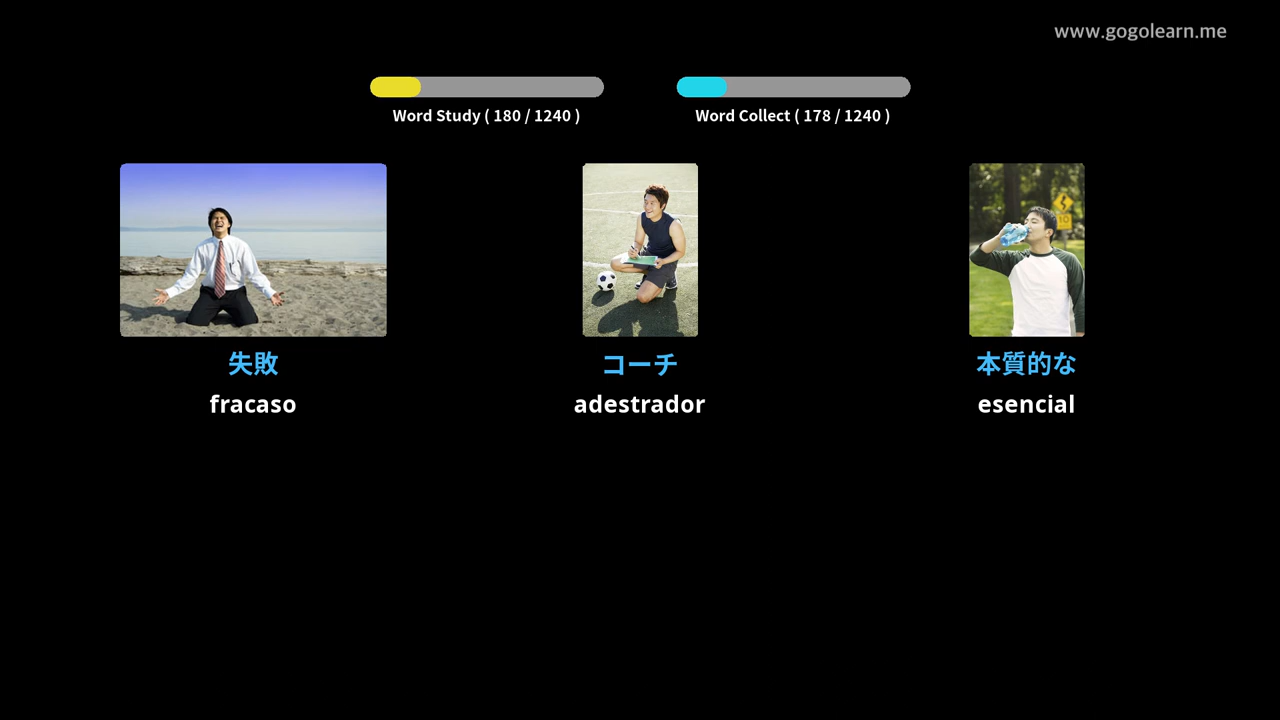 www.gogolearn.me
Word Study ( 180 / 1240 )
Word Collect ( 178 / 1240 )
失敗
fracaso
コーチ
adestrador
本質的な
esencial